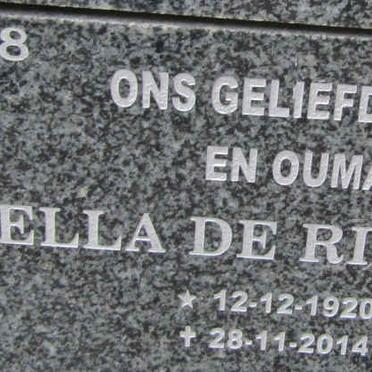 8
ONS GELIEFD
EN OUMA
ELLA DE RI
★ 12-12-1920
✝ 28-11-2014